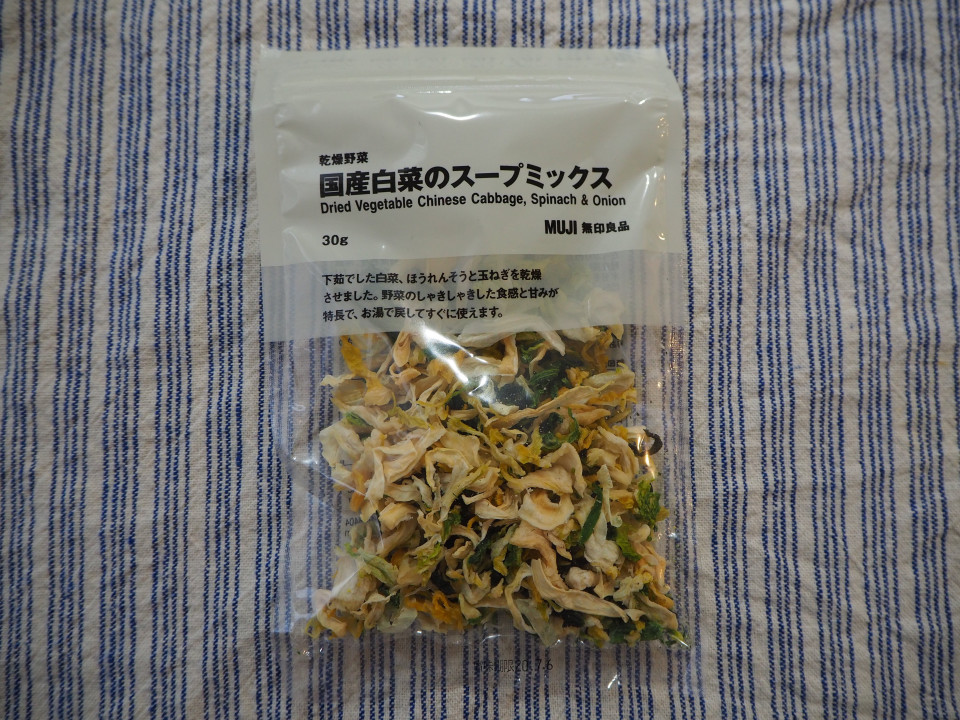 乾燥野菜
国産白菜のスープミックス
Dried Vegetable Chinese Cabbage, Spinach & Onion
30g
MUJI 無印良品
下茹でした白菜、ほうれんそうと玉ねぎを乾燥
させました。野菜のしゃきしゃきした食感と甘みが
特長で、お湯で戻してすぐに使えます。